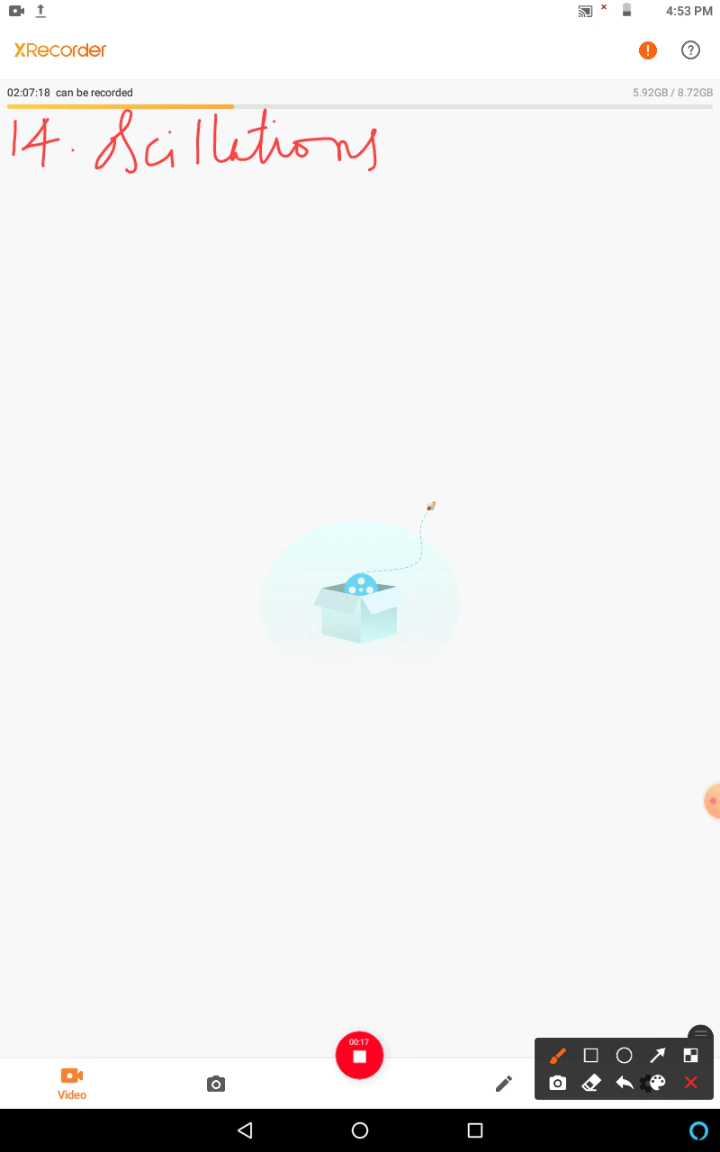 4:53 PM
XRecorder
02:07:18 can be recorded 5.92GB / 8.72GB
14. Oscillations
00:17
Video